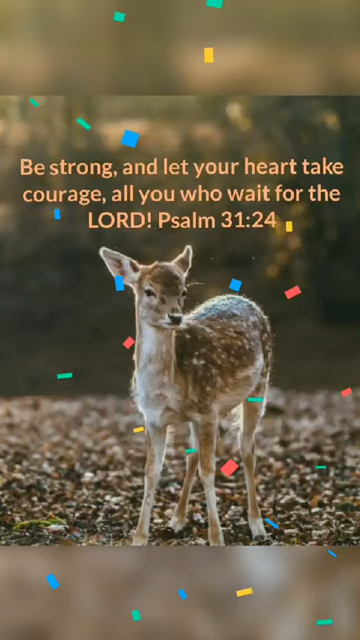 Be strong, and let your heart take
courage, all you who wait for the
LORD! Psalm 31:24